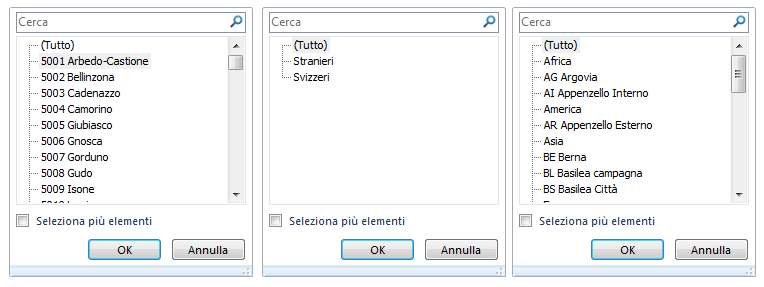 Cerca
(Tutto)
5001 Arbedo-Castione
5002 Bellinzona
5003 Cadenazzo
5004 Camorino
5005 Giubiasco
5006 Gnosca
5007 Gorduno
5008 Gudo
5009 Isone
Seleziona più elementi
OK
Annulla
Cerca
(Tutto)
Stranieri
Svizzeri
Seleziona più elementi
OK
Annulla
Cerca
(Tutto)
Africa
AG Argovia
AI Appenzello Interno
America
AR Appenzello Esterno
Asia
BE Berna
BL Basilea campagna
BS Basilea Città
Seleziona più elementi
OK
Annulla